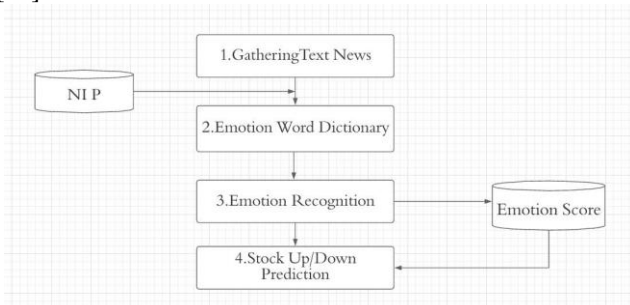 1.GatheringText News
NI P
2.Emotion Word Dictionary
3.Emotion Recognition
Emotion Score
4.Stock Up/Down
Prediction